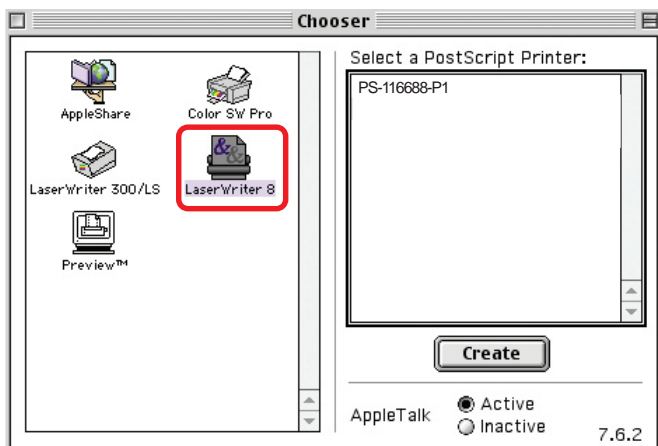 Chooser
AppleShare
Color SW Pro
LaserWriter 300/LS
LaserWriter 8
Preview™
Select a PostScript Printer:
PS-116688-P1
Create
AppleTalk
Active
Inactive
7.6.2